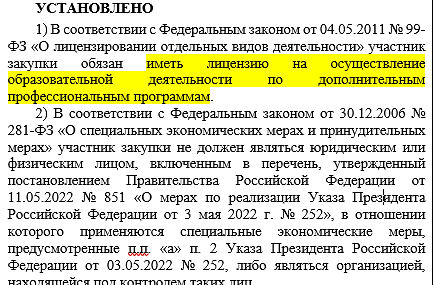 УСТАНОВЛЕНО
1) В соответствии с Федеральным законом от 04.05.2011 № 99-
ФЗ «О лицензировании отдельных видов деятельности» участник
закупки обязан иметь лицензию на осуществление
образовательной деятельности по дополнительным
профессиональным программам.
2) В соответствии с Федеральным законом от 30.12.2006 №
281-ФЗ «О специальных экономических мерах и принудительных
мерах» участник закупки не должен являться юридическим или
физическим лицом, включенным в перечень, утвержденный
постановлением Правительства Российской Федерации от
11.05.2022 № 851 «О мерах по реализации Указа Президента
Российской Федерации от 3 мая 2022 г. № 252», в отношении
которого применяются специальные экономические меры,
предусмотренные п.п. «а» п. 2 Указа Президента Российской
Федерации от 03.05.2022 № 252, либо являться организацией,
находящейся под контролем таких лиц